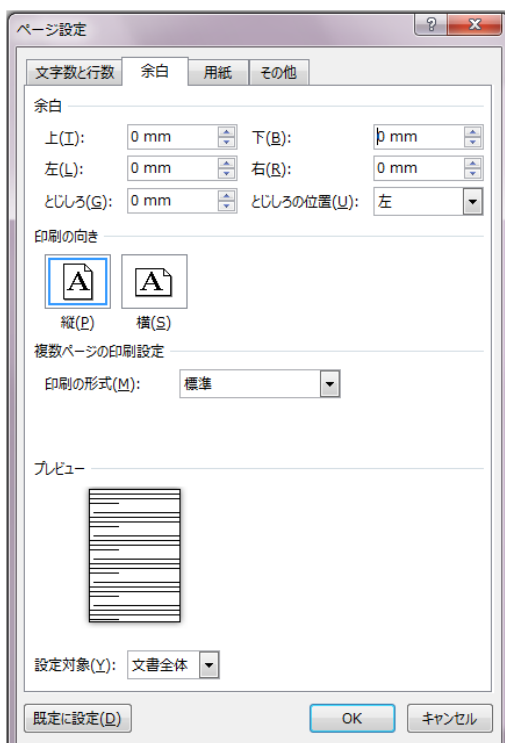 ページ設定
文字数と行数 余白 用紙 その他
余白
上(T): 0 mm 下(B): 0 mm
左(L): 0 mm 右(R): 0 mm
とじしろ(G): 0 mm とじしろの位置(U): 左
印刷の向き
A A
縦(P) 横(S)
複数ページの印刷設定
印刷の形式(M): 標準
プレビュー
設定対象(Y): 文書全体
既定に設定(D) OK キャンセル